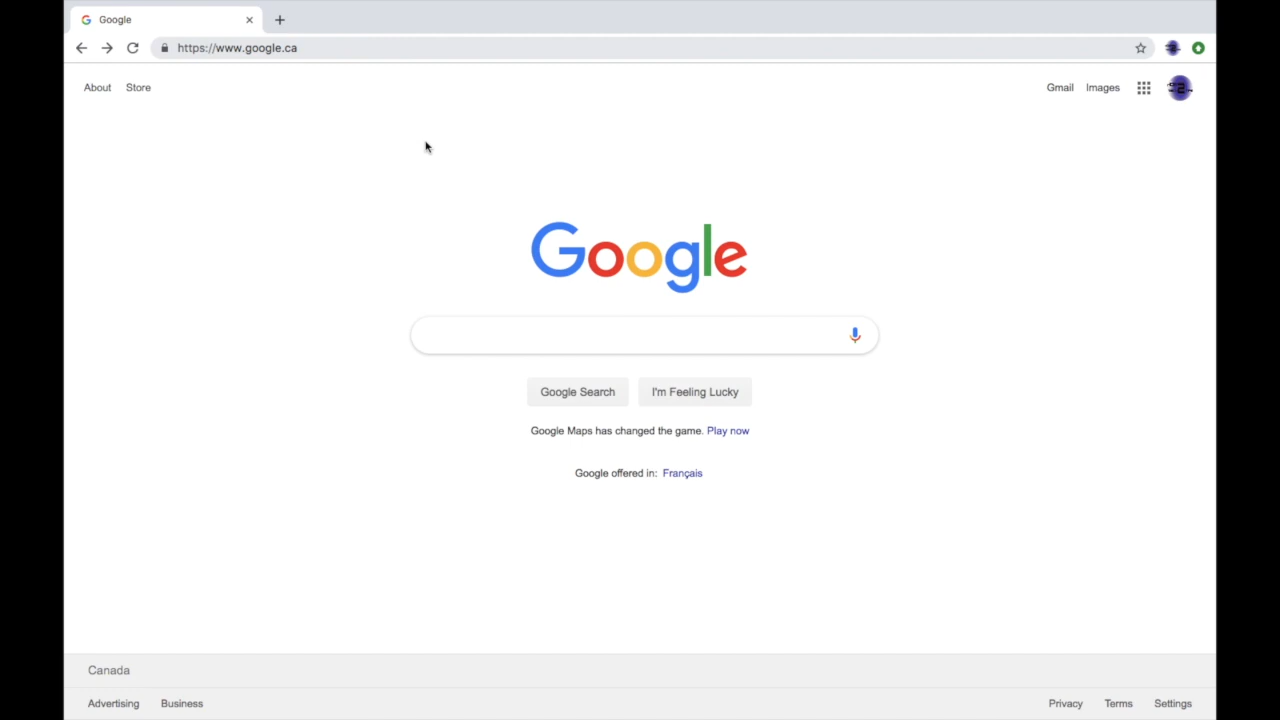 Google
https://www.google.ca
About Store
Gmail Images
Google
Google Search I'm Feeling Lucky
Google Maps has changed the game. Play now
Google offered in: Français
Canada
Advertising Business
Privacy Terms Settings